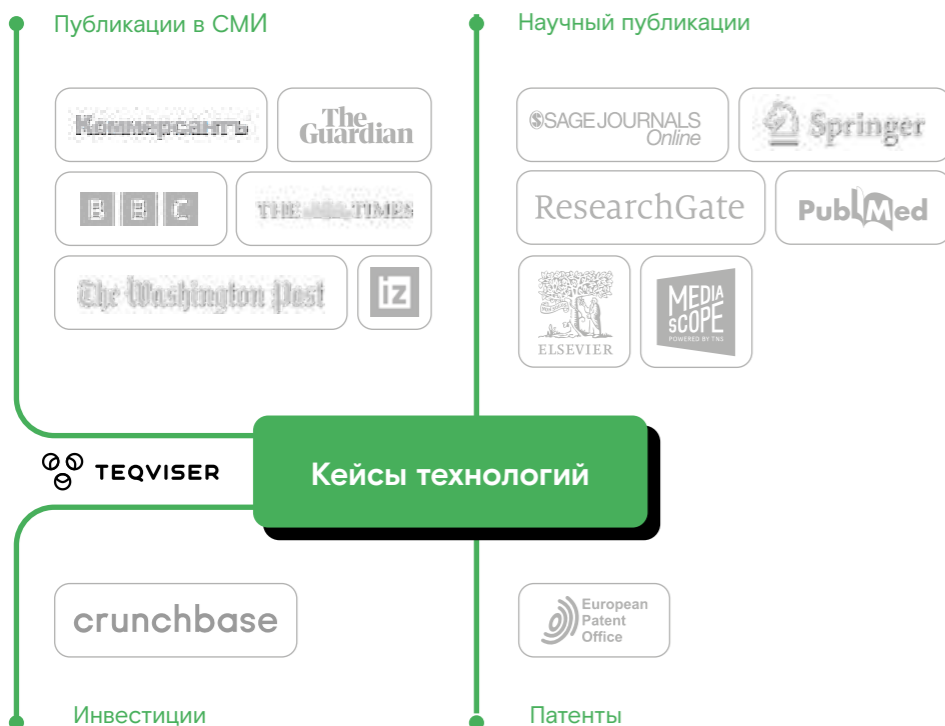 Публикации в СМИ
Научный публикации
Коммерсантъ
The
Guardian
SAGE JOURNALS
Online
Springer
BBC
THE TIMES
ResearchGate
PubMed
The Washington Post
iz
ELSEVIER
MEDIA
SCOPE
POWERED BY TNS
TEQVISER
Кейсы технологий
crunchbase
European
Patent
Office
Инвестиции
Патенты